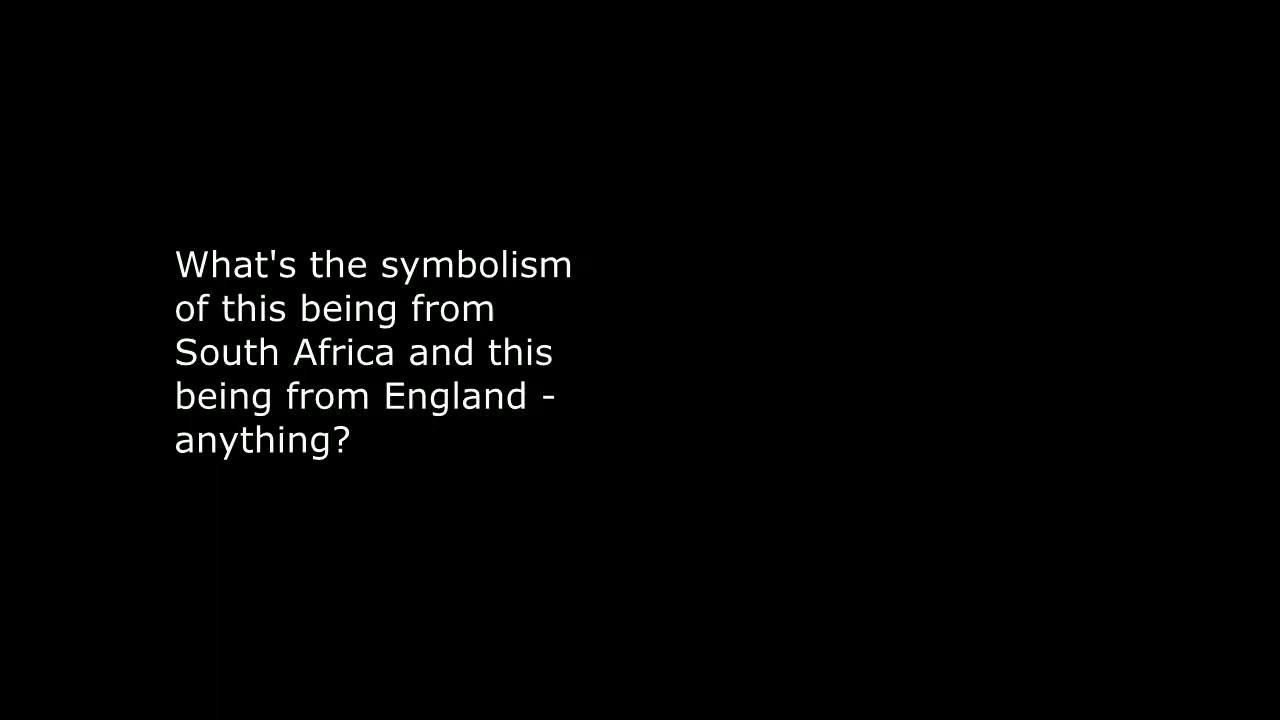 What's the symbolism
of this being from
South Africa and this
being from England -
anything?